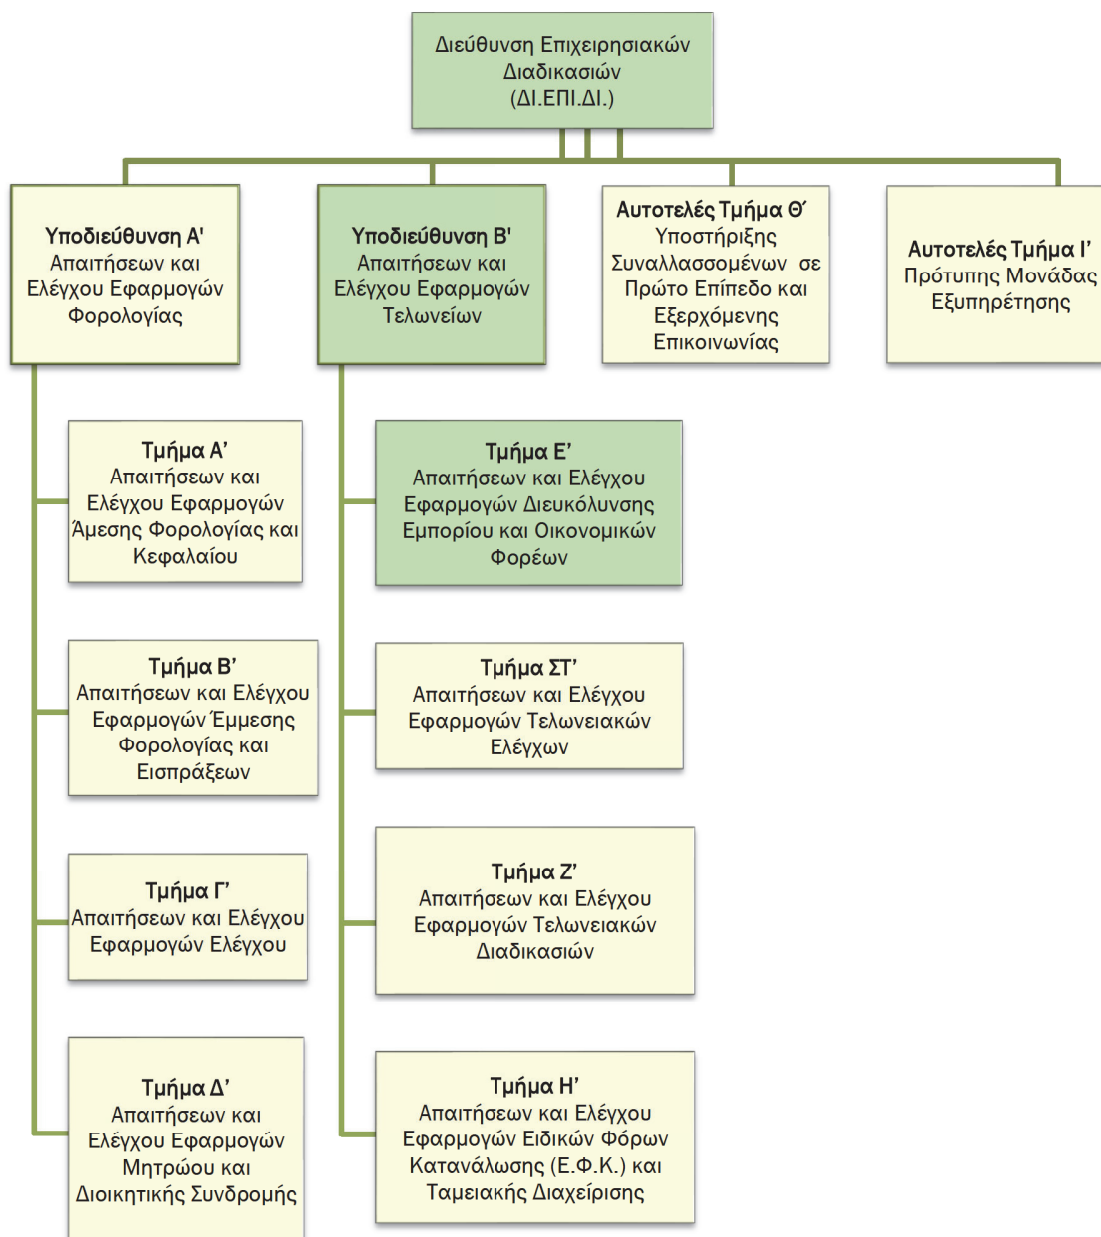 Διεύθυνση Επιχειρησιακών
Διαδικασιών
(ΔΙ.ΕΠΙ.ΔΙ.)
Υποδιεύθυνση Α'
Απαιτήσεων και
Ελέγχου Εφαρμογών
Φορολογίας
Υποδιεύθυνση Β'
Απαιτήσεων και
Ελέγχου Εφαρμογών
Τελωνείων
Αυτοτελές Τμήμα Θ΄
Υποστήριξης
Συναλλασσομένων σε
Πρώτο Επίπεδο και
Εξερχόμενης
Επικοινωνίας
Αυτοτελές Τμήμα Ι’
Πρότυπης Μονάδας
Εξυπηρέτησης
Τμήμα Α’
Απαιτήσεων και
Ελέγχου Εφαρμογών
Άμεσης Φορολογίας και
Κεφαλαίου
Τμήμα Β’
Απαιτήσεων και Ελέγχου
Εφαρμογών Έμμεσης
Φορολογίας και
Εισπράξεων
Τμήμα Γ’
Απαιτήσεων και Ελέγχου
Εφαρμογών Ελέγχου
Τμήμα Δ’
Απαιτήσεων και
Ελέγχου Εφαρμογών
Μητρώου και
Διοικητικής Συνδρομής
Τμήμα Ε’
Απαιτήσεων και Ελέγχου
Εφαρμογών Διευκόλυνσης
Εμπορίου και Οικονομικών
Φορέων
Τμήμα ΣΤ’
Απαιτήσεων και Ελέγχου
Εφαρμογών Τελωνειακών
Ελέγχων
Τμήμα Ζ’
Απαιτήσεων και Ελέγχου
Εφαρμογών Τελωνειακών
Διαδικασιών
Τμήμα Η’
Απαιτήσεων και Ελέγχου
Εφαρμογών Ειδικών Φόρων
Κατανάλωσης (Ε.Φ.Κ.) και
Ταμειακής Διαχείρισης